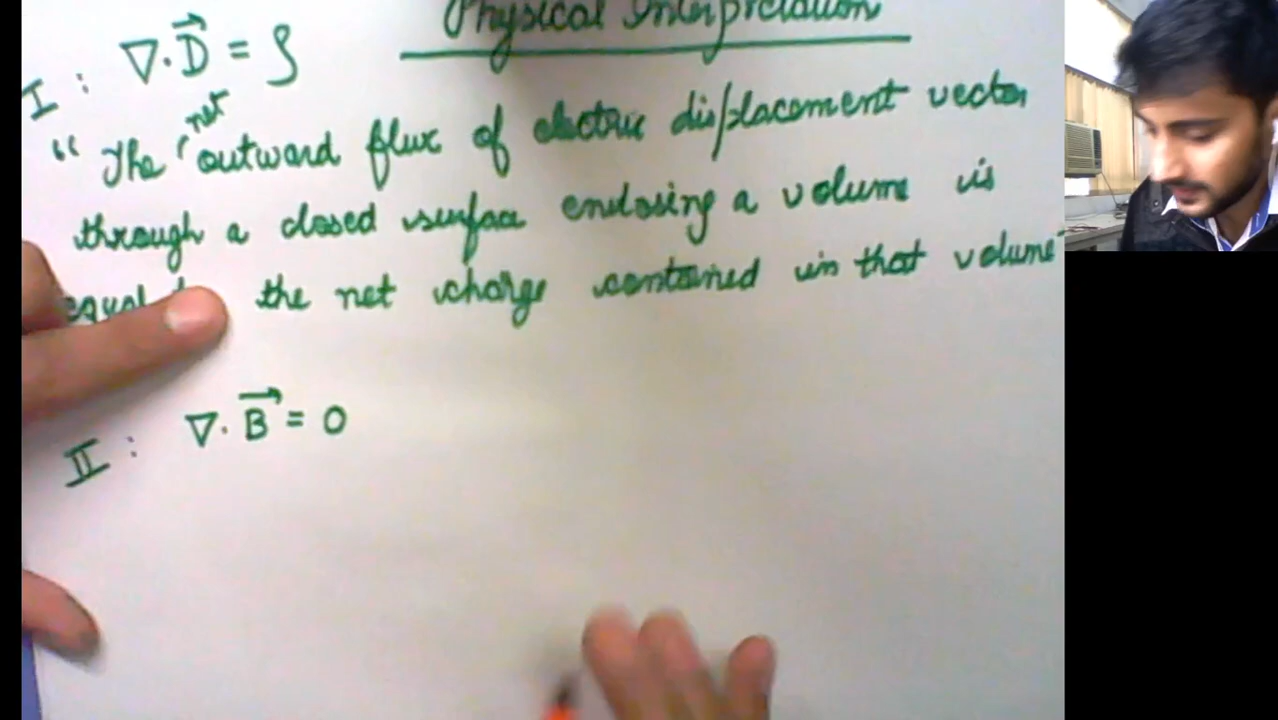 Physical Interpretation
I : ∇·D⃗ = ρ
" The net outward flux of electric displacement vector
through a closed surface enclosing a volume is
equal the net charge contained in that volume"
II : ∇·B⃗ = 0